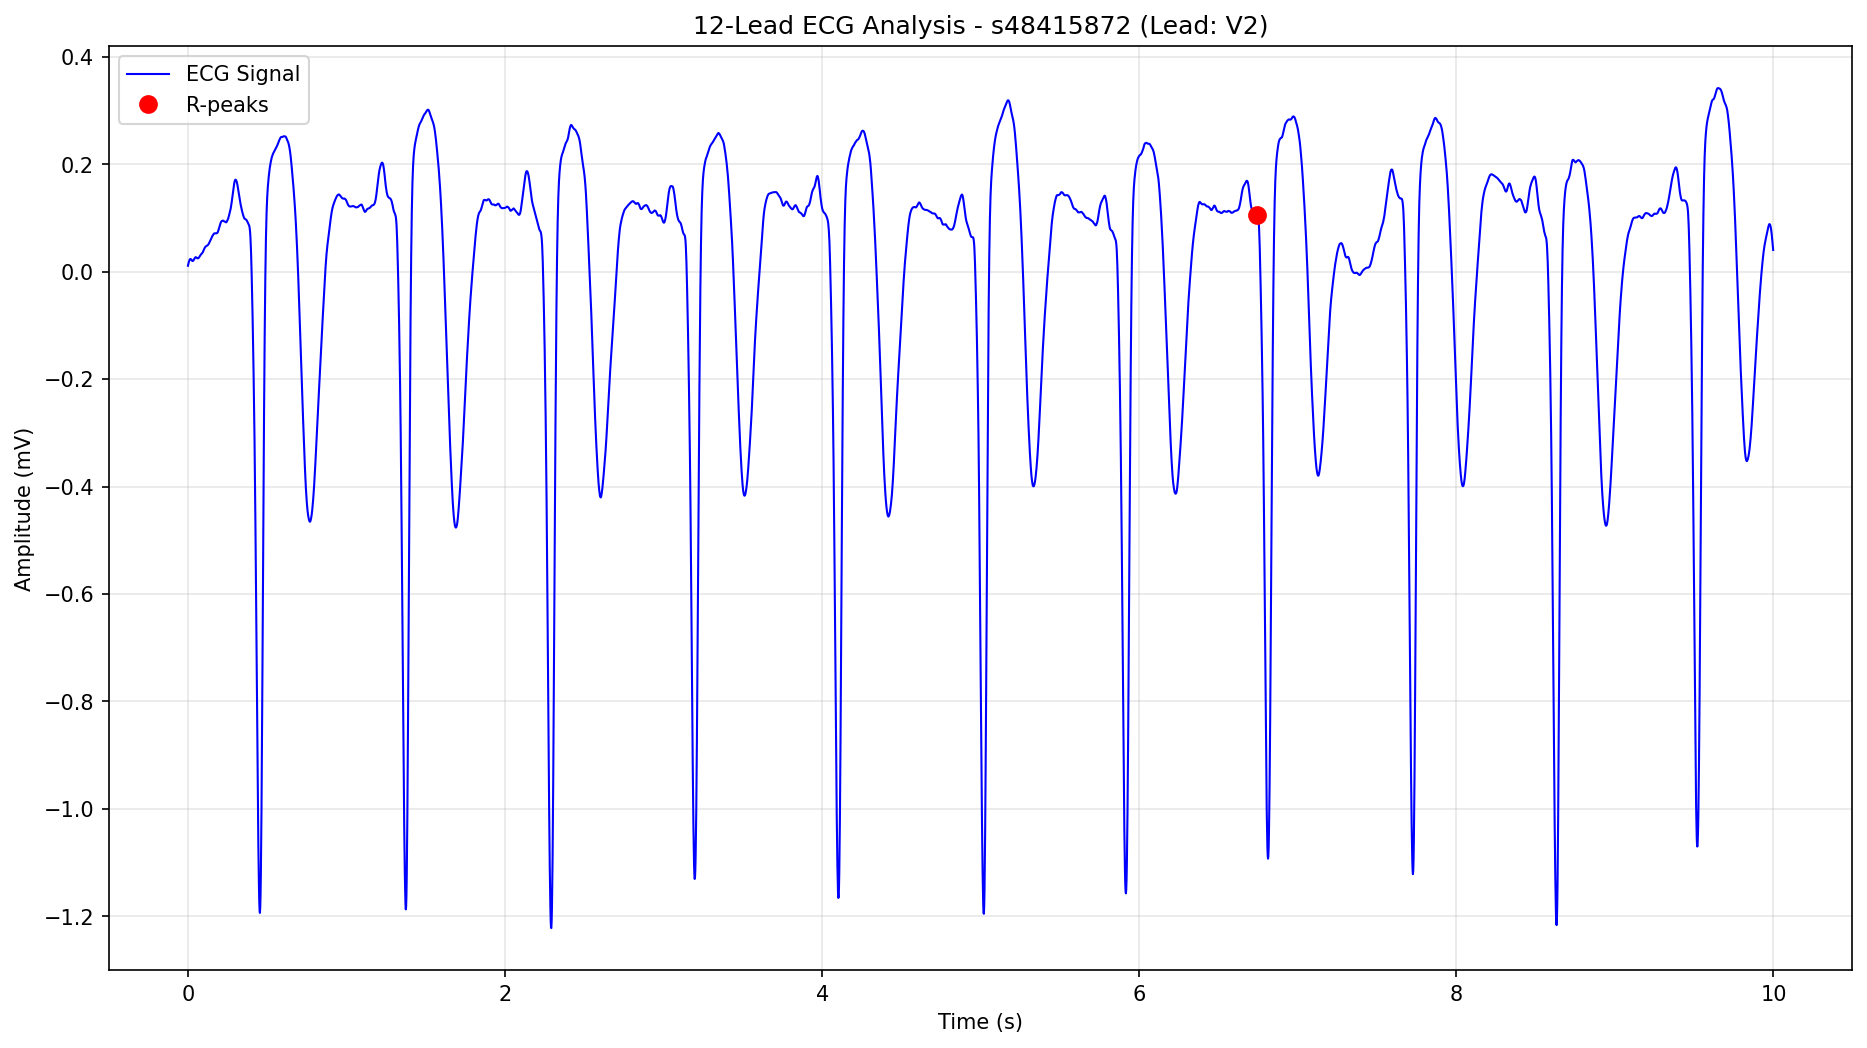 12-Lead ECG Analysis - s48415872 (Lead: V2)
ECG Signal
R-peaks
Amplitude (mV)
0.4
0.2
0.0
−0.2
−0.4
−0.6
−0.8
−1.0
−1.2
0 2 4 6 8 10
Time (s)